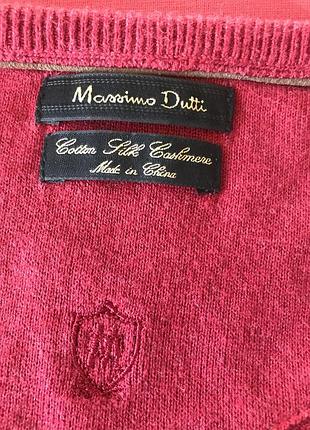 Massimo Dutti
Cotton Silk Cashmere
Made in China